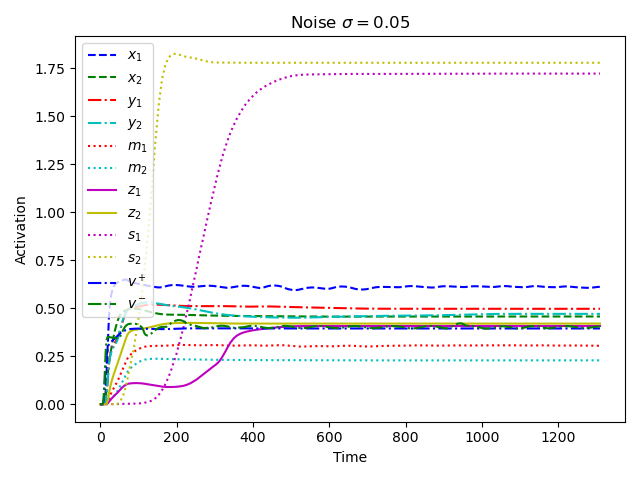 Noise σ = 0.05
Activation
1.75
1.50
1.25
1.00
0.75
0.50
0.25
0.00
x₁
x₂
y₁
y₂
m₁
m₂
z₁
z₂
s₁
s₂
v⁺
v⁻
0 200 400 600 800 1000 1200
Time